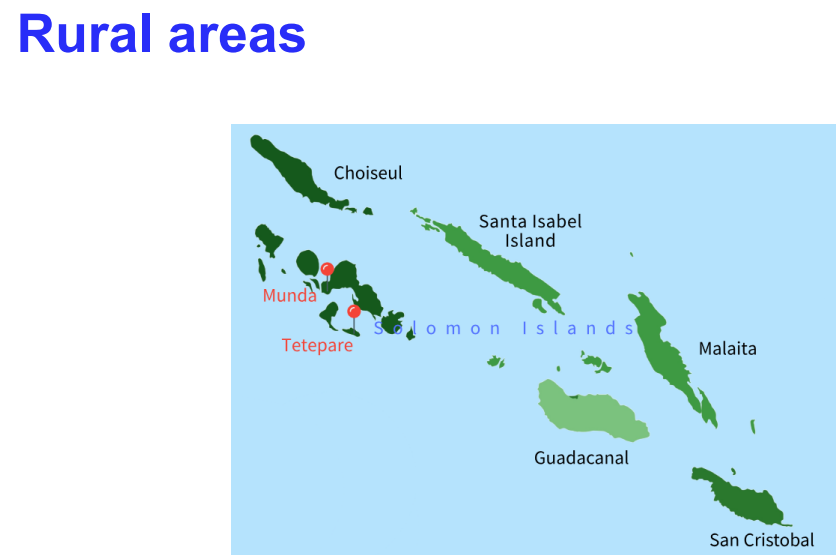 Rural areas
Choiseul
Santa Isabel
Island
Munda
Solomon Islands
Tetepare
Malaita
Guadacanal
San Cristobal